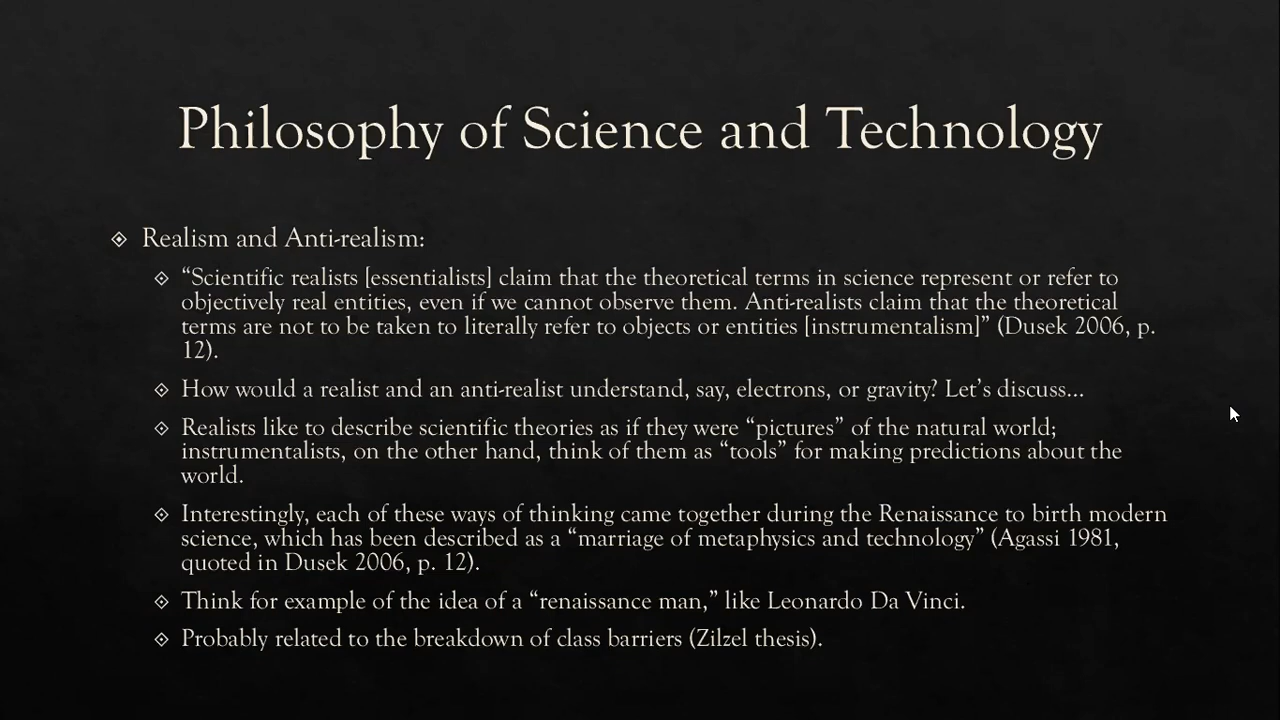 Philosophy of Science and Technology
Realism and Anti-realism:
“Scientific realists [essentialists] claim that the theoretical terms in science represent or refer to
objectively real entities, even if we cannot observe them. Anti-realists claim that the theoretical
terms are not to be taken to literally refer to objects or entities [instrumentalism]” (Dusek 2006, p.
12).
How would a realist and an anti-realist understand, say, electrons, or gravity? Let’s discuss…
Realists like to describe scientific theories as if they were “pictures” of the natural world;
instrumentalists, on the other hand, think of them as “tools” for making predictions about the
world.
Interestingly, each of these ways of thinking came together during the Renaissance to birth modern
science, which has been described as a “marriage of metaphysics and technology” (Agassi 1981,
quoted in Dusek 2006, p. 12).
Think for example of the idea of a “renaissance man,” like Leonardo Da Vinci.
Probably related to the breakdown of class barriers (Zilzel thesis).